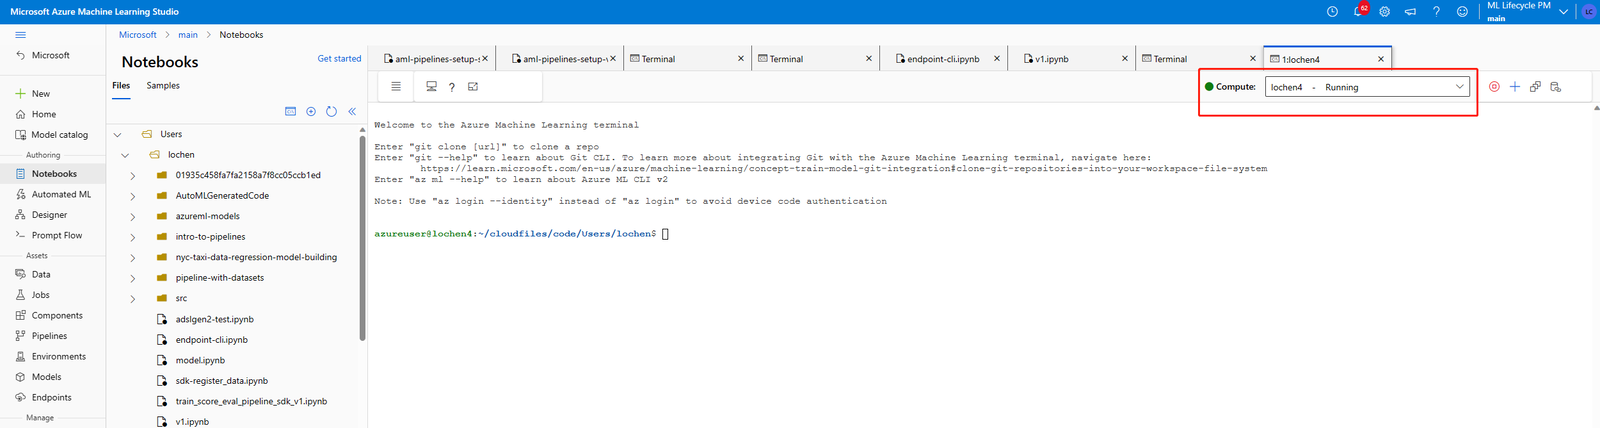 Microsoft Azure Machine Learning Studio
62
ML Lifecycle PM
main
LC
Microsoft
New
Home
Model catalog
Authoring
Notebooks
Automated ML
Designer
Prompt Flow
Assets
Data
Jobs
Components
Pipelines
Environments
Models
Endpoints
Manage
Microsoft > main > Notebooks
Notebooks
Get started
Files Samples
Users
lochen
01935c458fa7fa2158a7f8cc05ccb1ed
AutoMLGeneratedCode
azureml-models
intro-to-pipelines
nyc-taxi-data-regression-model-building
pipeline-with-datasets
src
adslgen2-test.ipynb
endpoint-cli.ipynb
model.ipynb
sdk-register_data.ipynb
train_score_eval_pipeline_sdk_v1.ipynb
v1.ipynb
aml-pipelines-setup-s aml-pipelines-setup-v Terminal Terminal endpoint-cli.ipynb v1.ipynb Terminal 1:lochen4
Compute: lochen4 - Running
Welcome to the Azure Machine Learning terminal
Enter "git clone [url]" to clone a repo
Enter "git --help" to learn about Git CLI. To learn more about integrating Git with the Azure Machine Learning terminal, navigate here:
https://learn.microsoft.com/en-us/azure/machine-learning/concept-train-model-git-integration#clone-git-repositories-into-your-workspace-file-system
Enter "az ml --help" to learn about Azure ML CLI v2
Note: Use "az login --identity" instead of "az login" to avoid device code authentication
azureuser@lochen4:~/cloudfiles/code/Users/lochen$